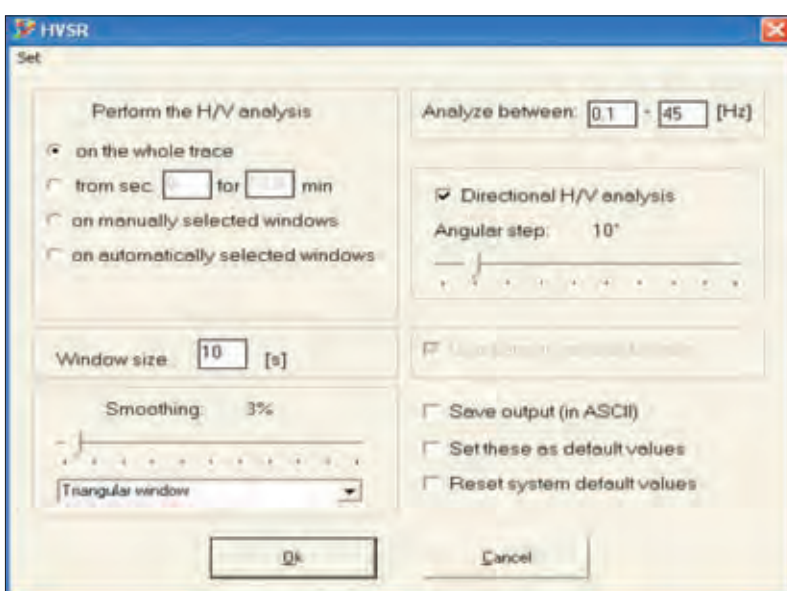 HVSR
Set
Perform the H/V analysis
on the whole trace
from sec. for min
on manually selected windows
on automatically selected windows
Window size 10 [s]
Smoothing: 3%
Triangular window
Analyze between: 0.1 - 45 [Hz]
Directional H/V analysis
Angular step: 10°
Save output (in ASCII)
Set these as default values
Reset system default values
Ok
Cancel